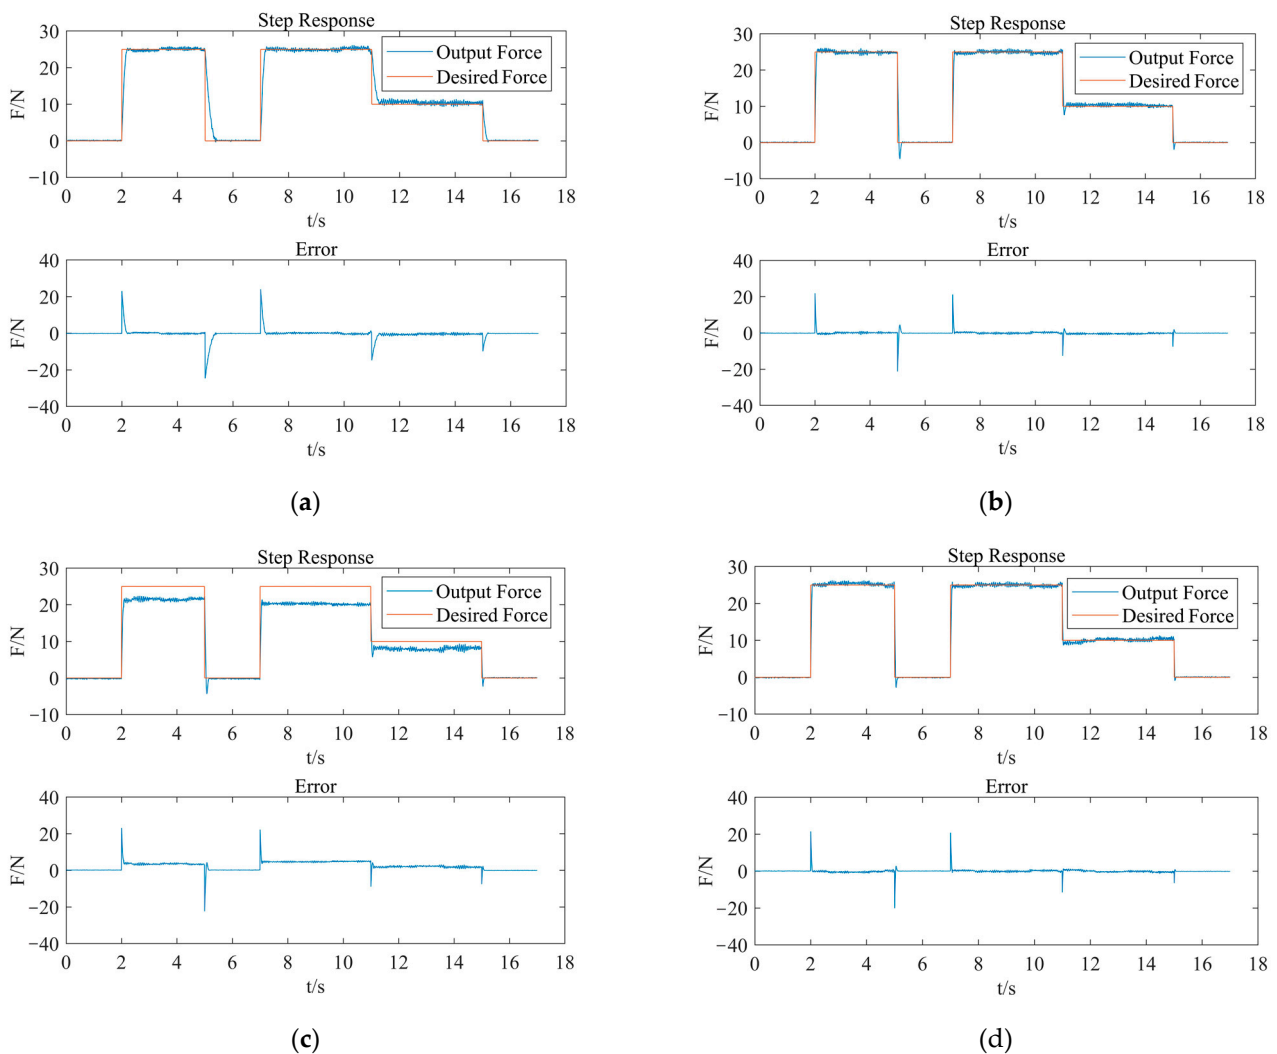 Step Response
30
20
10
0
−10
F/N
Output Force
Desired Force
0 2 4 6 8 10 12 14 16 18
t/s
Error
40
20
0
−20
−40
F/N
0 2 4 6 8 10 12 14 16 18
t/s
(a)
Step Response
30
20
10
0
−10
F/N
Output Force
Desired Force
0 2 4 6 8 10 12 14 16 18
t/s
Error
40
20
0
−20
−40
F/N
0 2 4 6 8 10 12 14 16 18
t/s
(b)
Step Response
30
20
10
0
−10
F/N
Output Force
Desired Force
0 2 4 6 8 10 12 14 16 18
t/s
Error
40
20
0
−20
−40
F/N
0 2 4 6 8 10 12 14 16 18
t/s
(c)
Step Response
30
20
10
0
−10
F/N
Output Force
Desired Force
0 2 4 6 8 10 12 14 16 18
t/s
Error
40
20
0
−20
−40
F/N
0 2 4 6 8 10 12 14 16 18
t/s
(d)